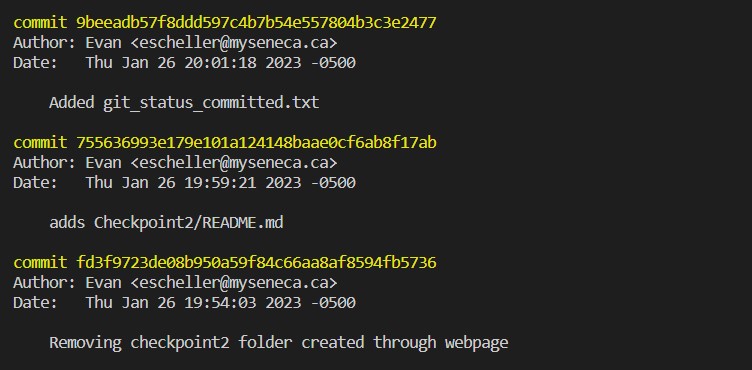 commit 9beeadb57f8ddd597c4b7b54e557804b3c3e2477
Author: Evan <escheller@myseneca.ca>
Date:   Thu Jan 26 20:01:18 2023 -0500
Added git_status_committed.txt
commit 755636993e179e101a124148baae0cf6ab8f17ab
Author: Evan <escheller@myseneca.ca>
Date:   Thu Jan 26 19:59:21 2023 -0500
adds Checkpoint2/README.md
commit fd3f9723de08b950a59f84c66aa8af8594fb5736
Author: Evan <escheller@myseneca.ca>
Date:   Thu Jan 26 19:54:03 2023 -0500
Removing checkpoint2 folder created through webpage